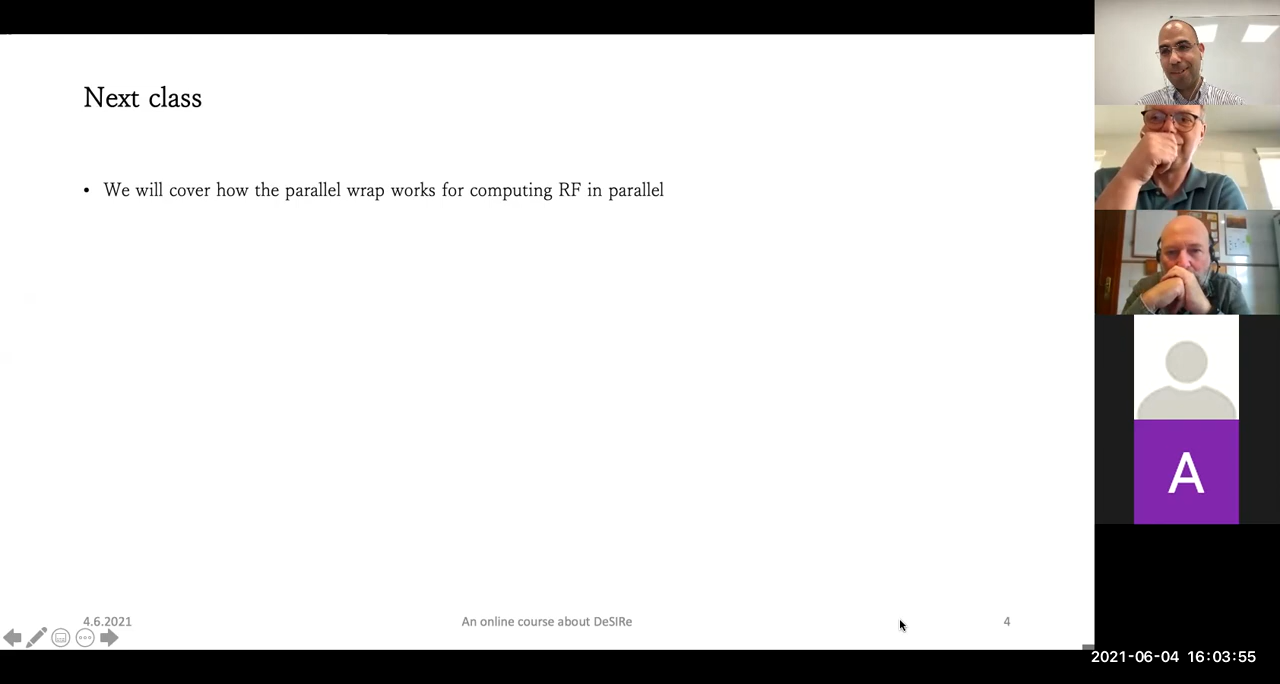 Next class
• We will cover how the parallel wrap works for computing RF in parallel
4.6.2021
An online course about DeSIRe
4
A
2021-06-04 16:03:55